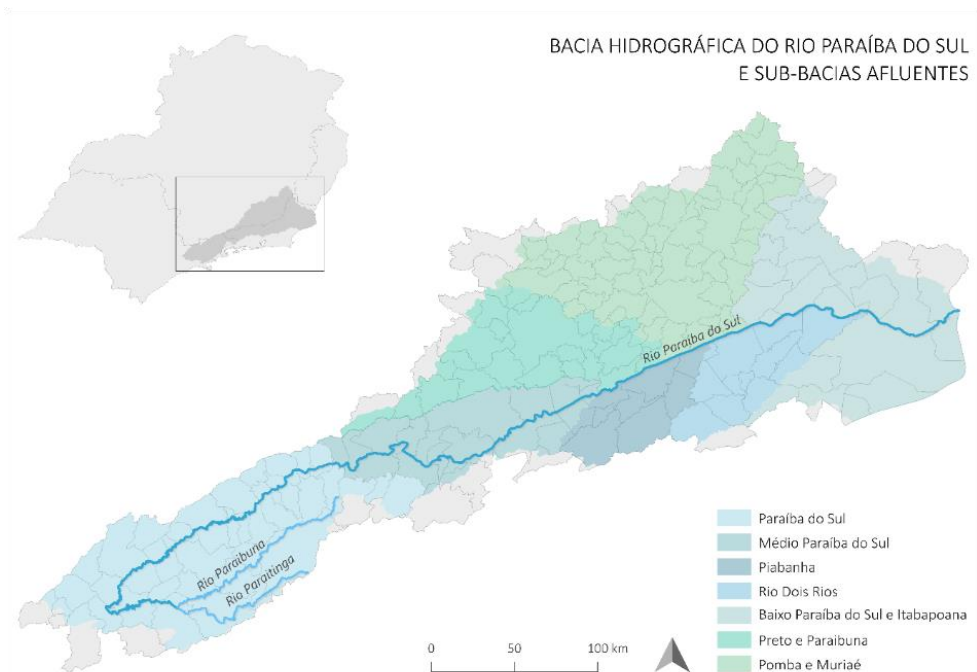 BACIA HIDROGRÁFICA DO RIO PARAÍBA DO SUL
E SUB-BACIAS AFLUENTES
Rio Paraíba do Sul
Rio Paraibuna
Rio Paraitinga
Paraíba do Sul
Médio Paraíba do Sul
Piabanha
Rio Dois Rios
Baixo Paraíba do Sul e Itabapoana
Preto e Paraibuna
Pomba e Muriaé
0 50 100 km